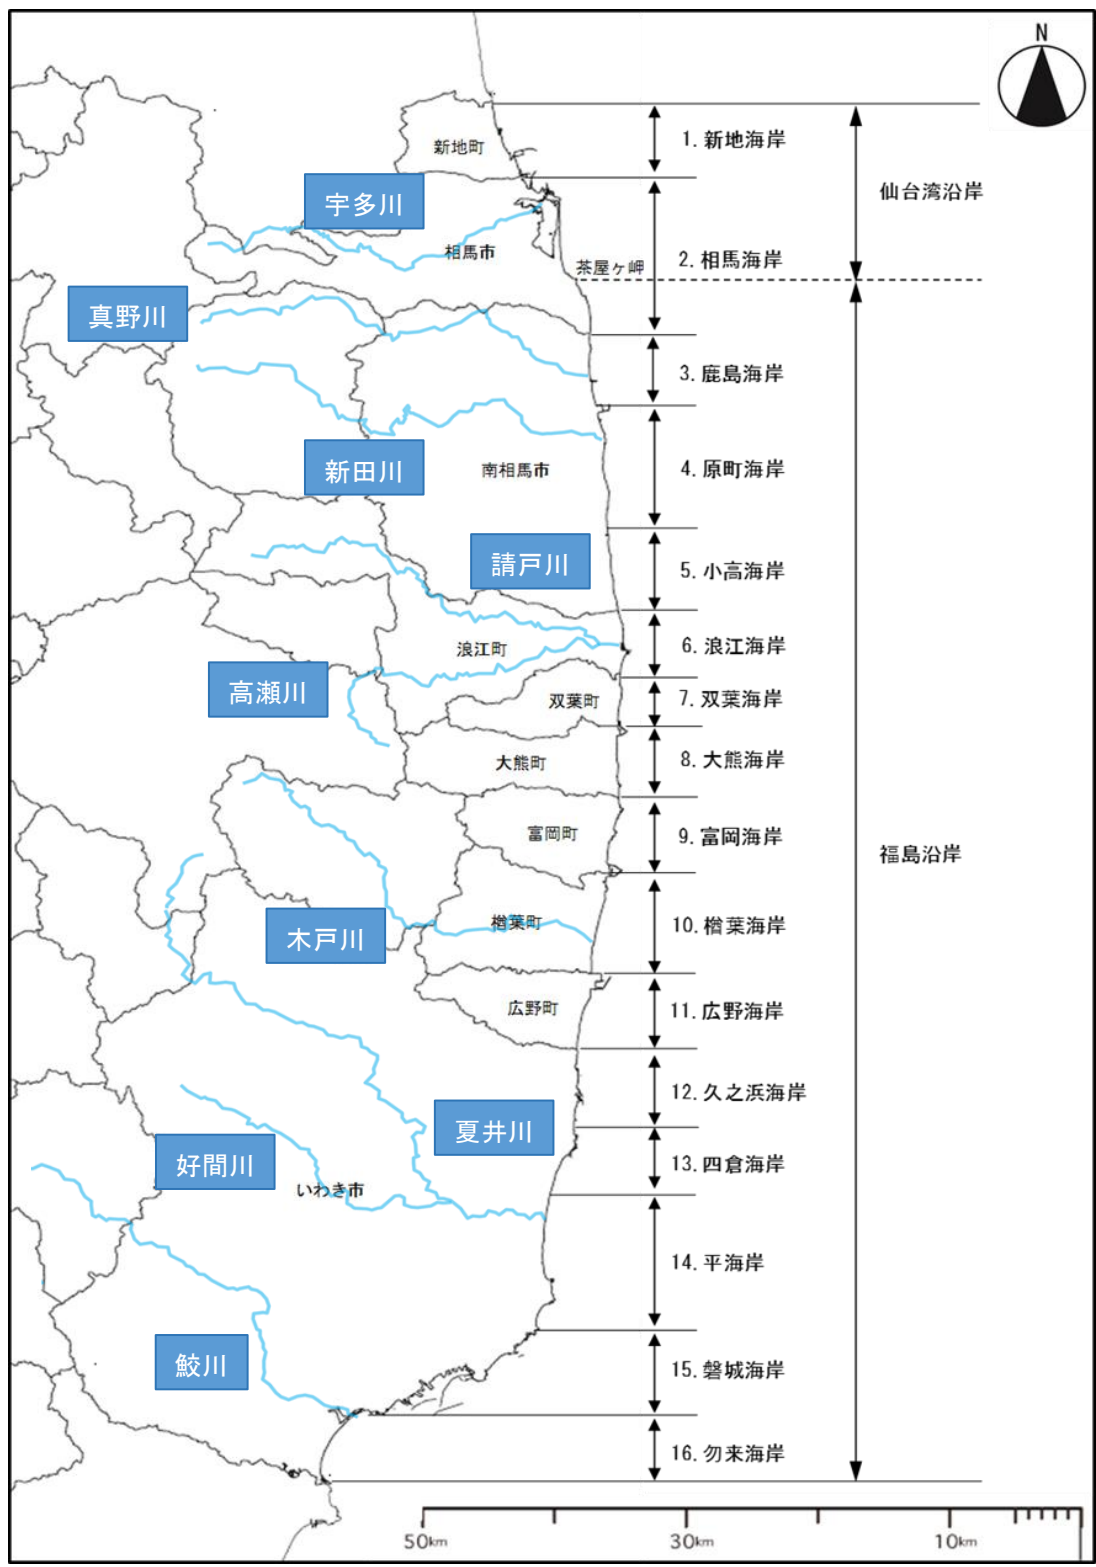 N
新地町
1. 新地海岸
仙台湾沿岸
宇多川
相馬市
茶屋ヶ岬
2. 相馬海岸
真野川
3. 鹿島海岸
新田川
南相馬市
4. 原町海岸
請戸川
5. 小高海岸
浪江町
6. 浪江海岸
高瀬川
双葉町
7. 双葉海岸
大熊町
8. 大熊海岸
富岡町
9. 富岡海岸
福島沿岸
木戸川
楢葉町
10. 楢葉海岸
広野町
11. 広野海岸
12. 久之浜海岸
夏井川
好間川
いわき市
13. 四倉海岸
14. 平海岸
鮫川
15. 磐城海岸
16. 勿来海岸
50km
30km
10km